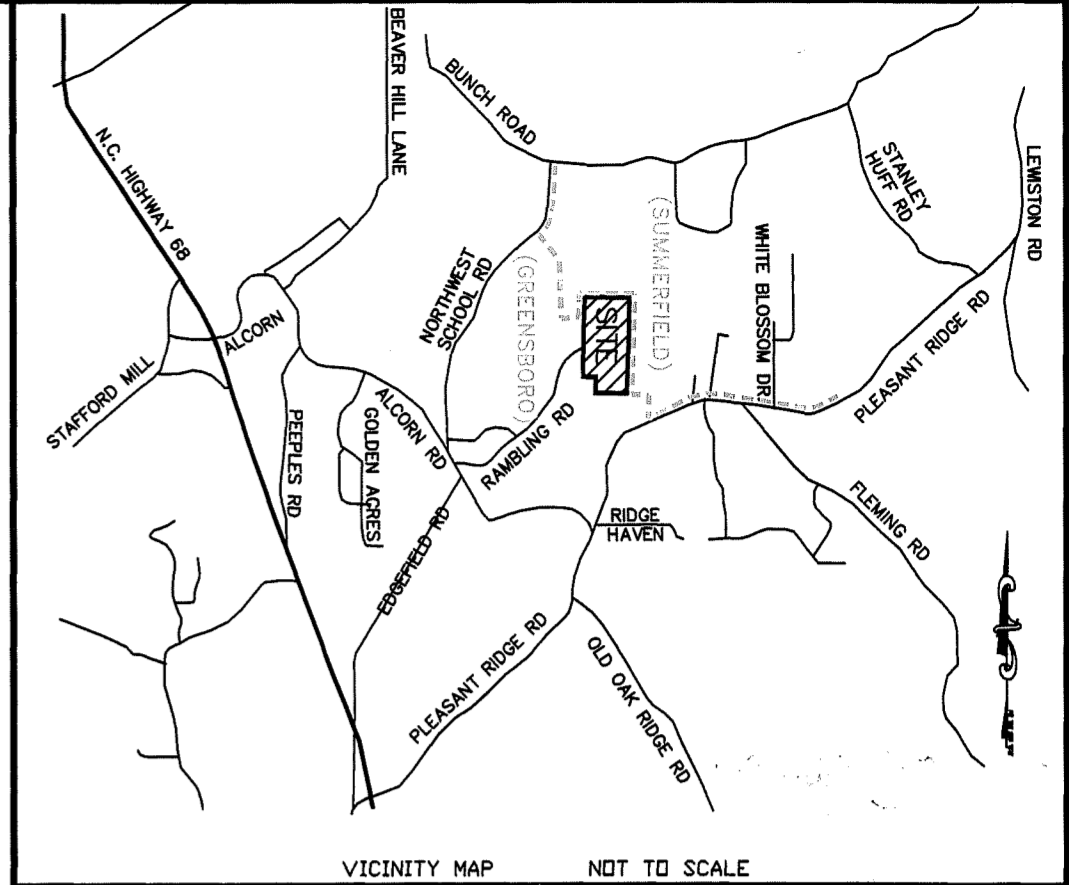 BEAVER HILL LANE
BUNCH ROAD
N.C. HIGHWAY 68
STANLEY
HUFF RD
LEWISTON RD
(SUMMERFIELD)
WHITE BLOSSOM DR
NORTHWEST
SCHOOL RD
(GREENSBORO)
SITE
PLEASANT RIDGE RD
ALCORN
STAFFORD MILL
ALCORN RD
GOLDEN ACRES
PEEPLES RD
RAMBLING RD
EDGEFIELD RD
RIDGE
HAVEN
FLEMING RD
PLEASANT RIDGE RD
OLD OAK RIDGE RD
VICINITY MAP
NOT TO SCALE